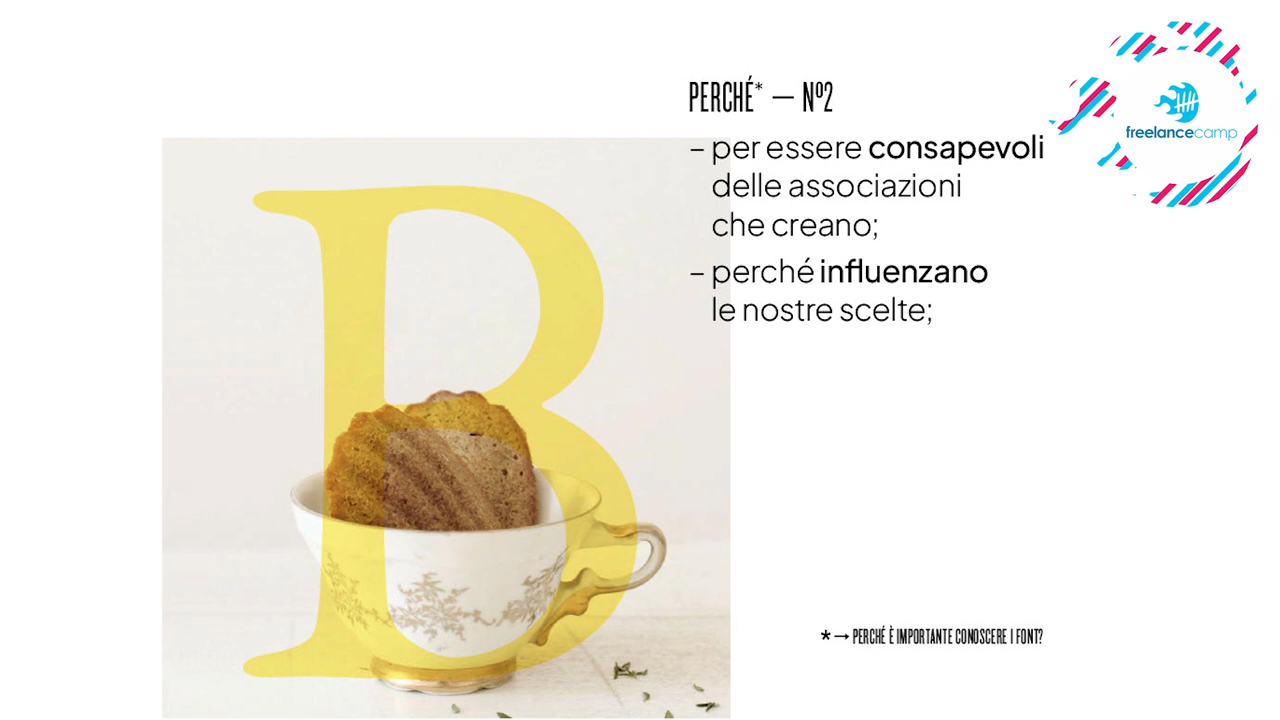 PERCHÉ* — Nº2
– per essere consapevoli
delle associazioni
che creano;
– perché influenzano
le nostre scelte;
B
* → PERCHÉ È IMPORTANTE CONOSCERE I FONT?
freelancecamp